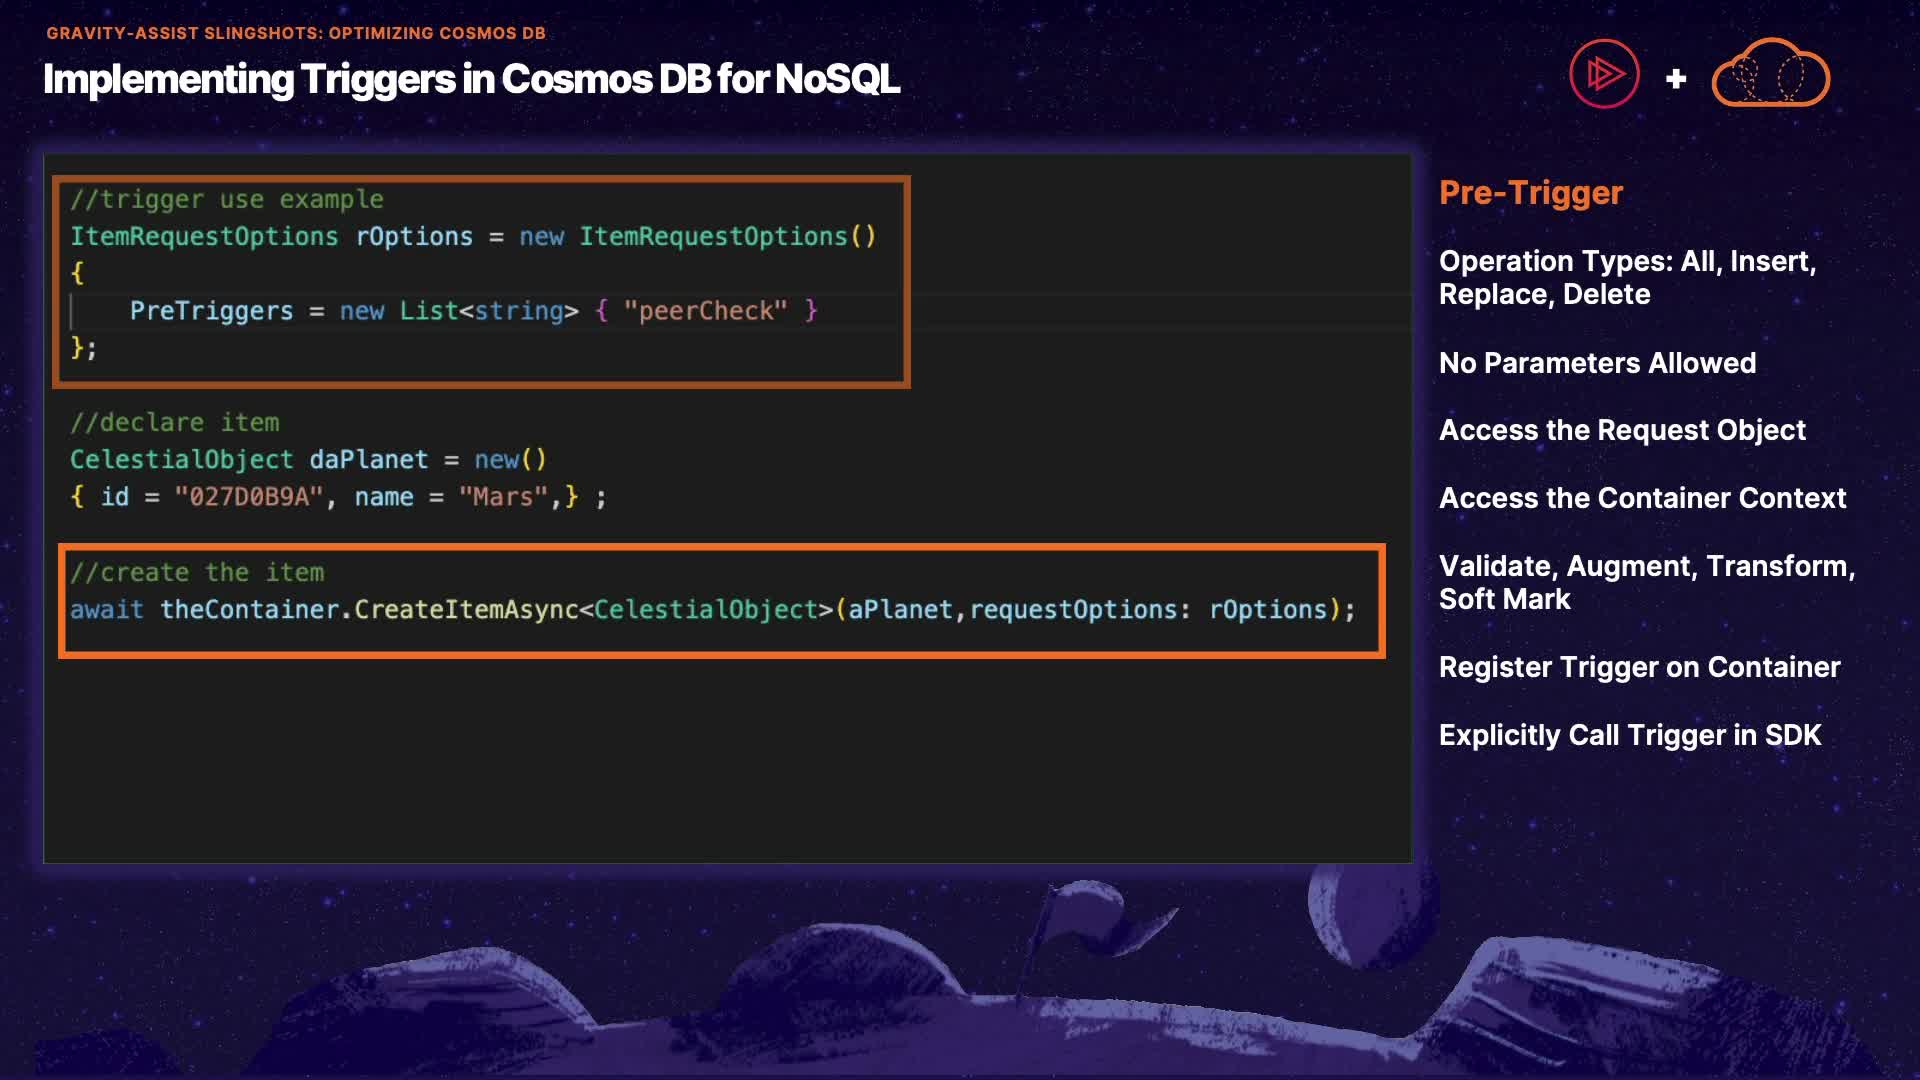 GRAVITY-ASSIST SLINGSHOTS: OPTIMIZING COSMOS DB
Implementing Triggers in Cosmos DB for NoSQL
//trigger use example
ItemRequestOptions rOptions = new ItemRequestOptions()
{
    PreTriggers = new List<string> { "peerCheck" }
};
//declare item
CelestialObject daPlanet = new()
{ id = "027D0B9A", name = "Mars",} ;
//create the item
await theContainer.CreateItemAsync<CelestialObject>(aPlanet,requestOptions: rOptions);
Pre-Trigger
Operation Types: All, Insert,
Replace, Delete
No Parameters Allowed
Access the Request Object
Access the Container Context
Validate, Augment, Transform,
Soft Mark
Register Trigger on Container
Explicitly Call Trigger in SDK